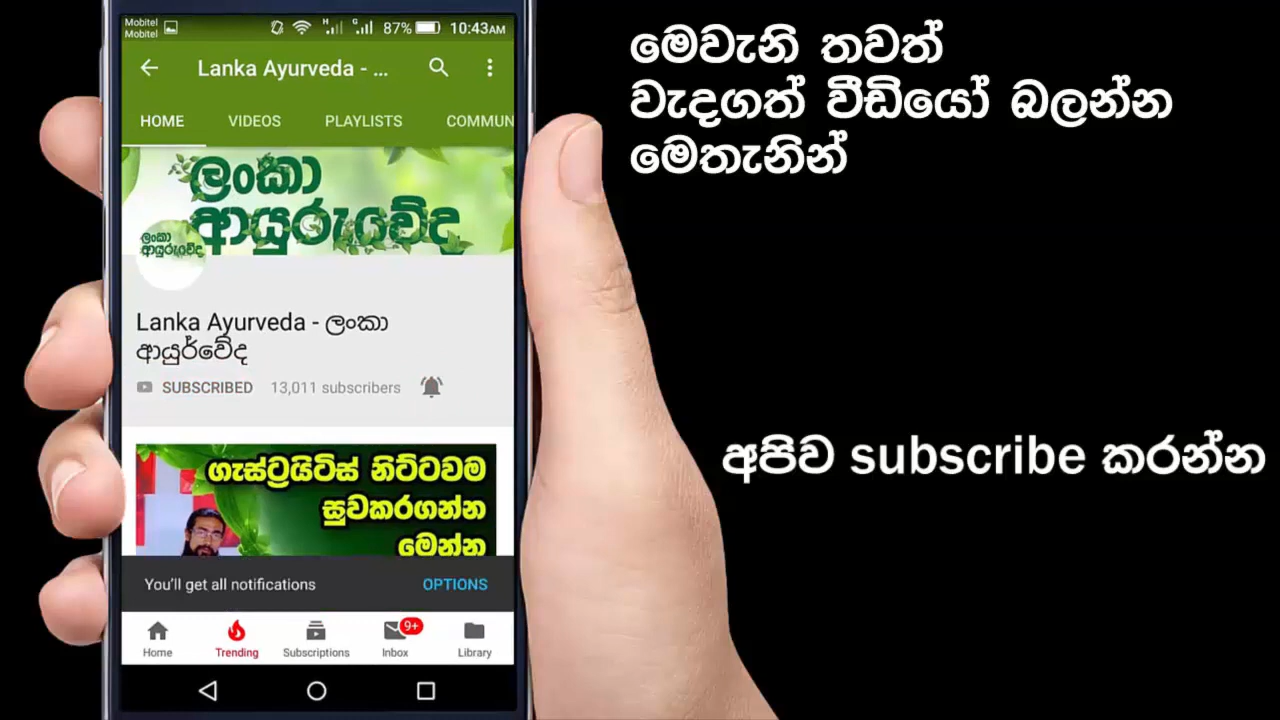 Mobitel
Mobitel
H G 87% 10:43AM
Lanka Ayurveda - ...
HOME VIDEOS PLAYLISTS COMMUN
ලංකා
ආයුරුවේද
ලංකා
ආයුරුවේද
Lanka Ayurveda - ලංකා
ආයුර්වේද
SUBSCRIBED 13,011 subscribers
ගැස්ට්‍රයිටිස් නිට්ටවම
සුවකරගන්න
මෙන්න
You'll get all notifications OPTIONS
9+
Home Trending Subscriptions Inbox Library
මෙවැනි තවත්
වැදගත් වීඩියෝ බලන්න
මෙතැනින්
අපිව subscribe කරන්න